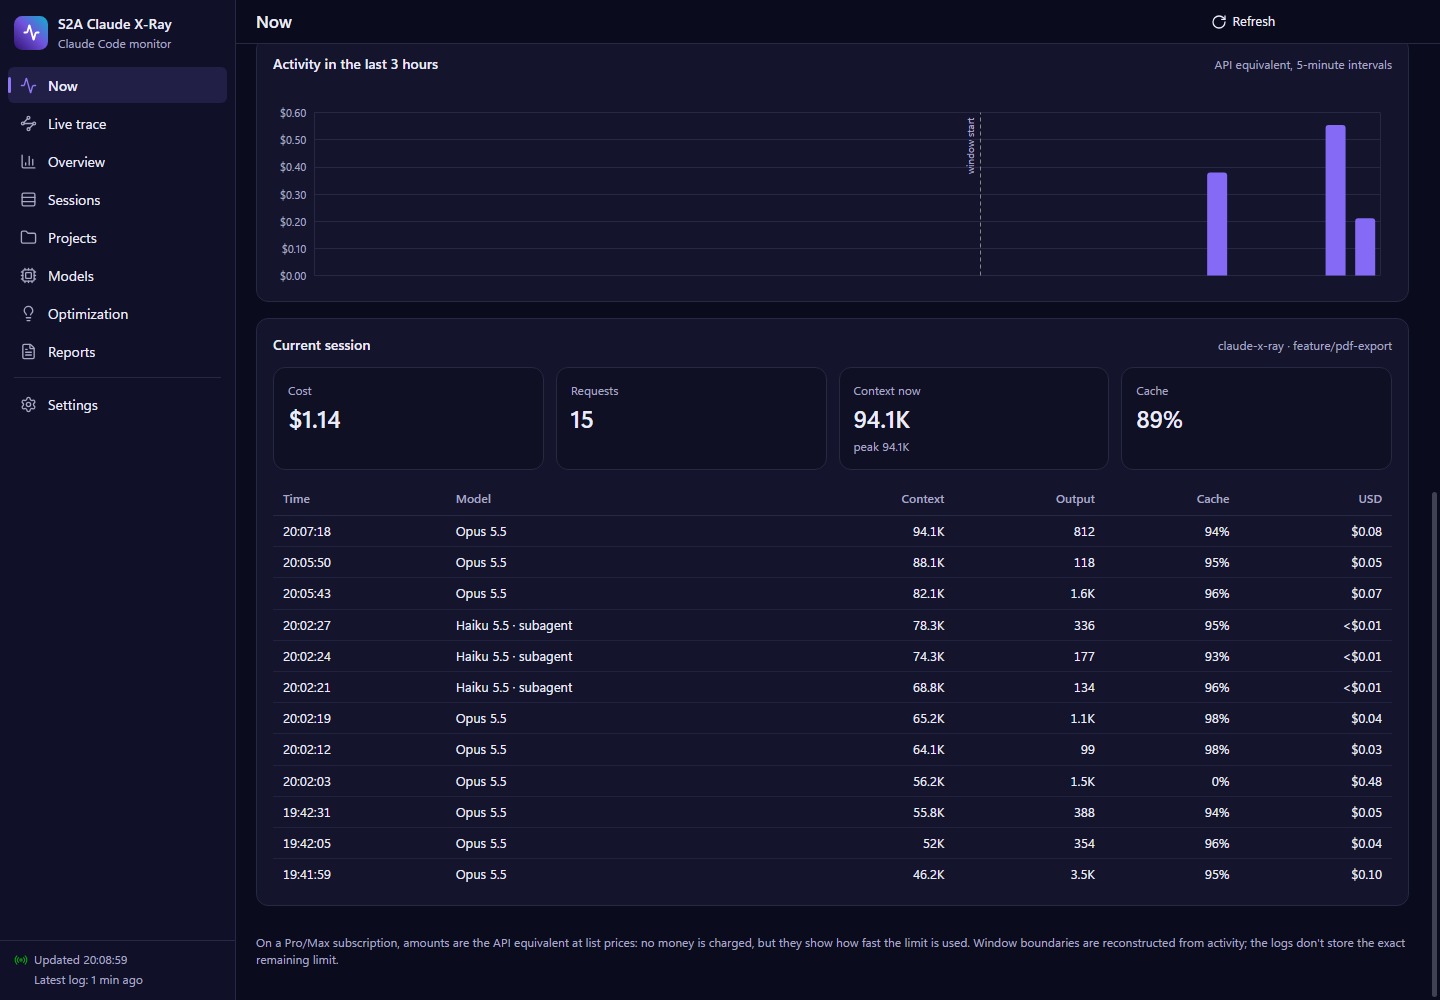 S2A Claude X-Ray
Claude Code monitor
Now
Live trace
Overview
Sessions
Projects
Models
Optimization
Reports
Settings
Updated 20:08:59
Latest log: 1 min ago
Now
Refresh
Activity in the last 3 hours
API equivalent, 5-minute intervals
$0.60
$0.50
$0.40
$0.30
$0.20
$0.10
$0.00
window start
Current session
claude-x-ray · feature/pdf-export
Cost
$1.14
Requests
15
Context now
94.1K
peak 94.1K
Cache
89%
Time Model Context Output Cache USD
20:07:18 Opus 5.5 94.1K 812 94% $0.08
20:05:50 Opus 5.5 88.1K 118 95% $0.05
20:05:43 Opus 5.5 82.1K 1.6K 96% $0.07
20:02:27 Haiku 5.5 · subagent 78.3K 336 95% <$0.01
20:02:24 Haiku 5.5 · subagent 74.3K 177 93% <$0.01
20:02:21 Haiku 5.5 · subagent 68.8K 134 96% <$0.01
20:02:19 Opus 5.5 65.2K 1.1K 98% $0.04
20:02:12 Opus 5.5 64.1K 99 98% $0.03
20:02:03 Opus 5.5 56.2K 1.5K 0% $0.48
19:42:31 Opus 5.5 55.8K 388 94% $0.05
19:42:05 Opus 5.5 52K 354 96% $0.04
19:41:59 Opus 5.5 46.2K 3.5K 95% $0.10
On a Pro/Max subscription, amounts are the API equivalent at list prices: no money is charged, but they show how fast the limit is used. Window boundaries are reconstructed from activity; the logs don't store the exact
remaining limit.